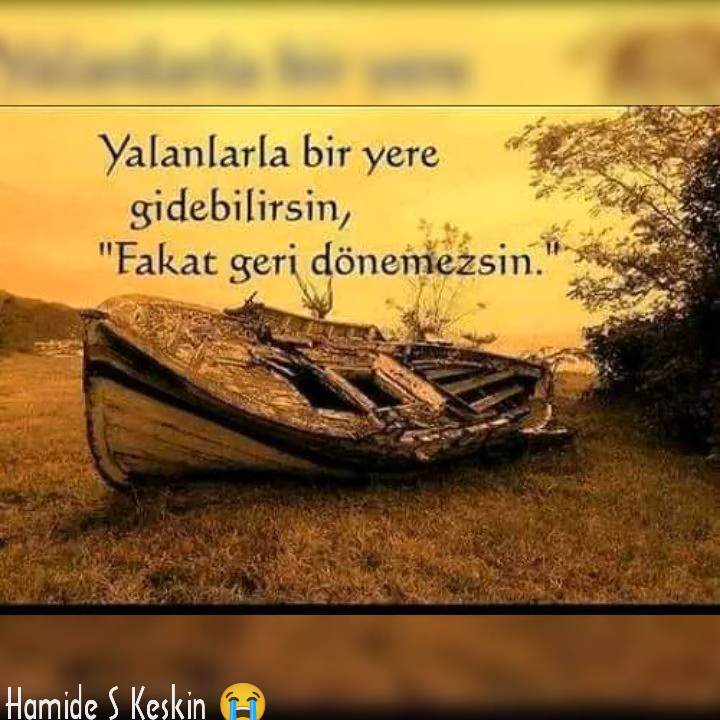 Yalanlarla bir yere
gidebilirsin,
"Fakat geri dönemezsin."
Hamide S Keskin 😭